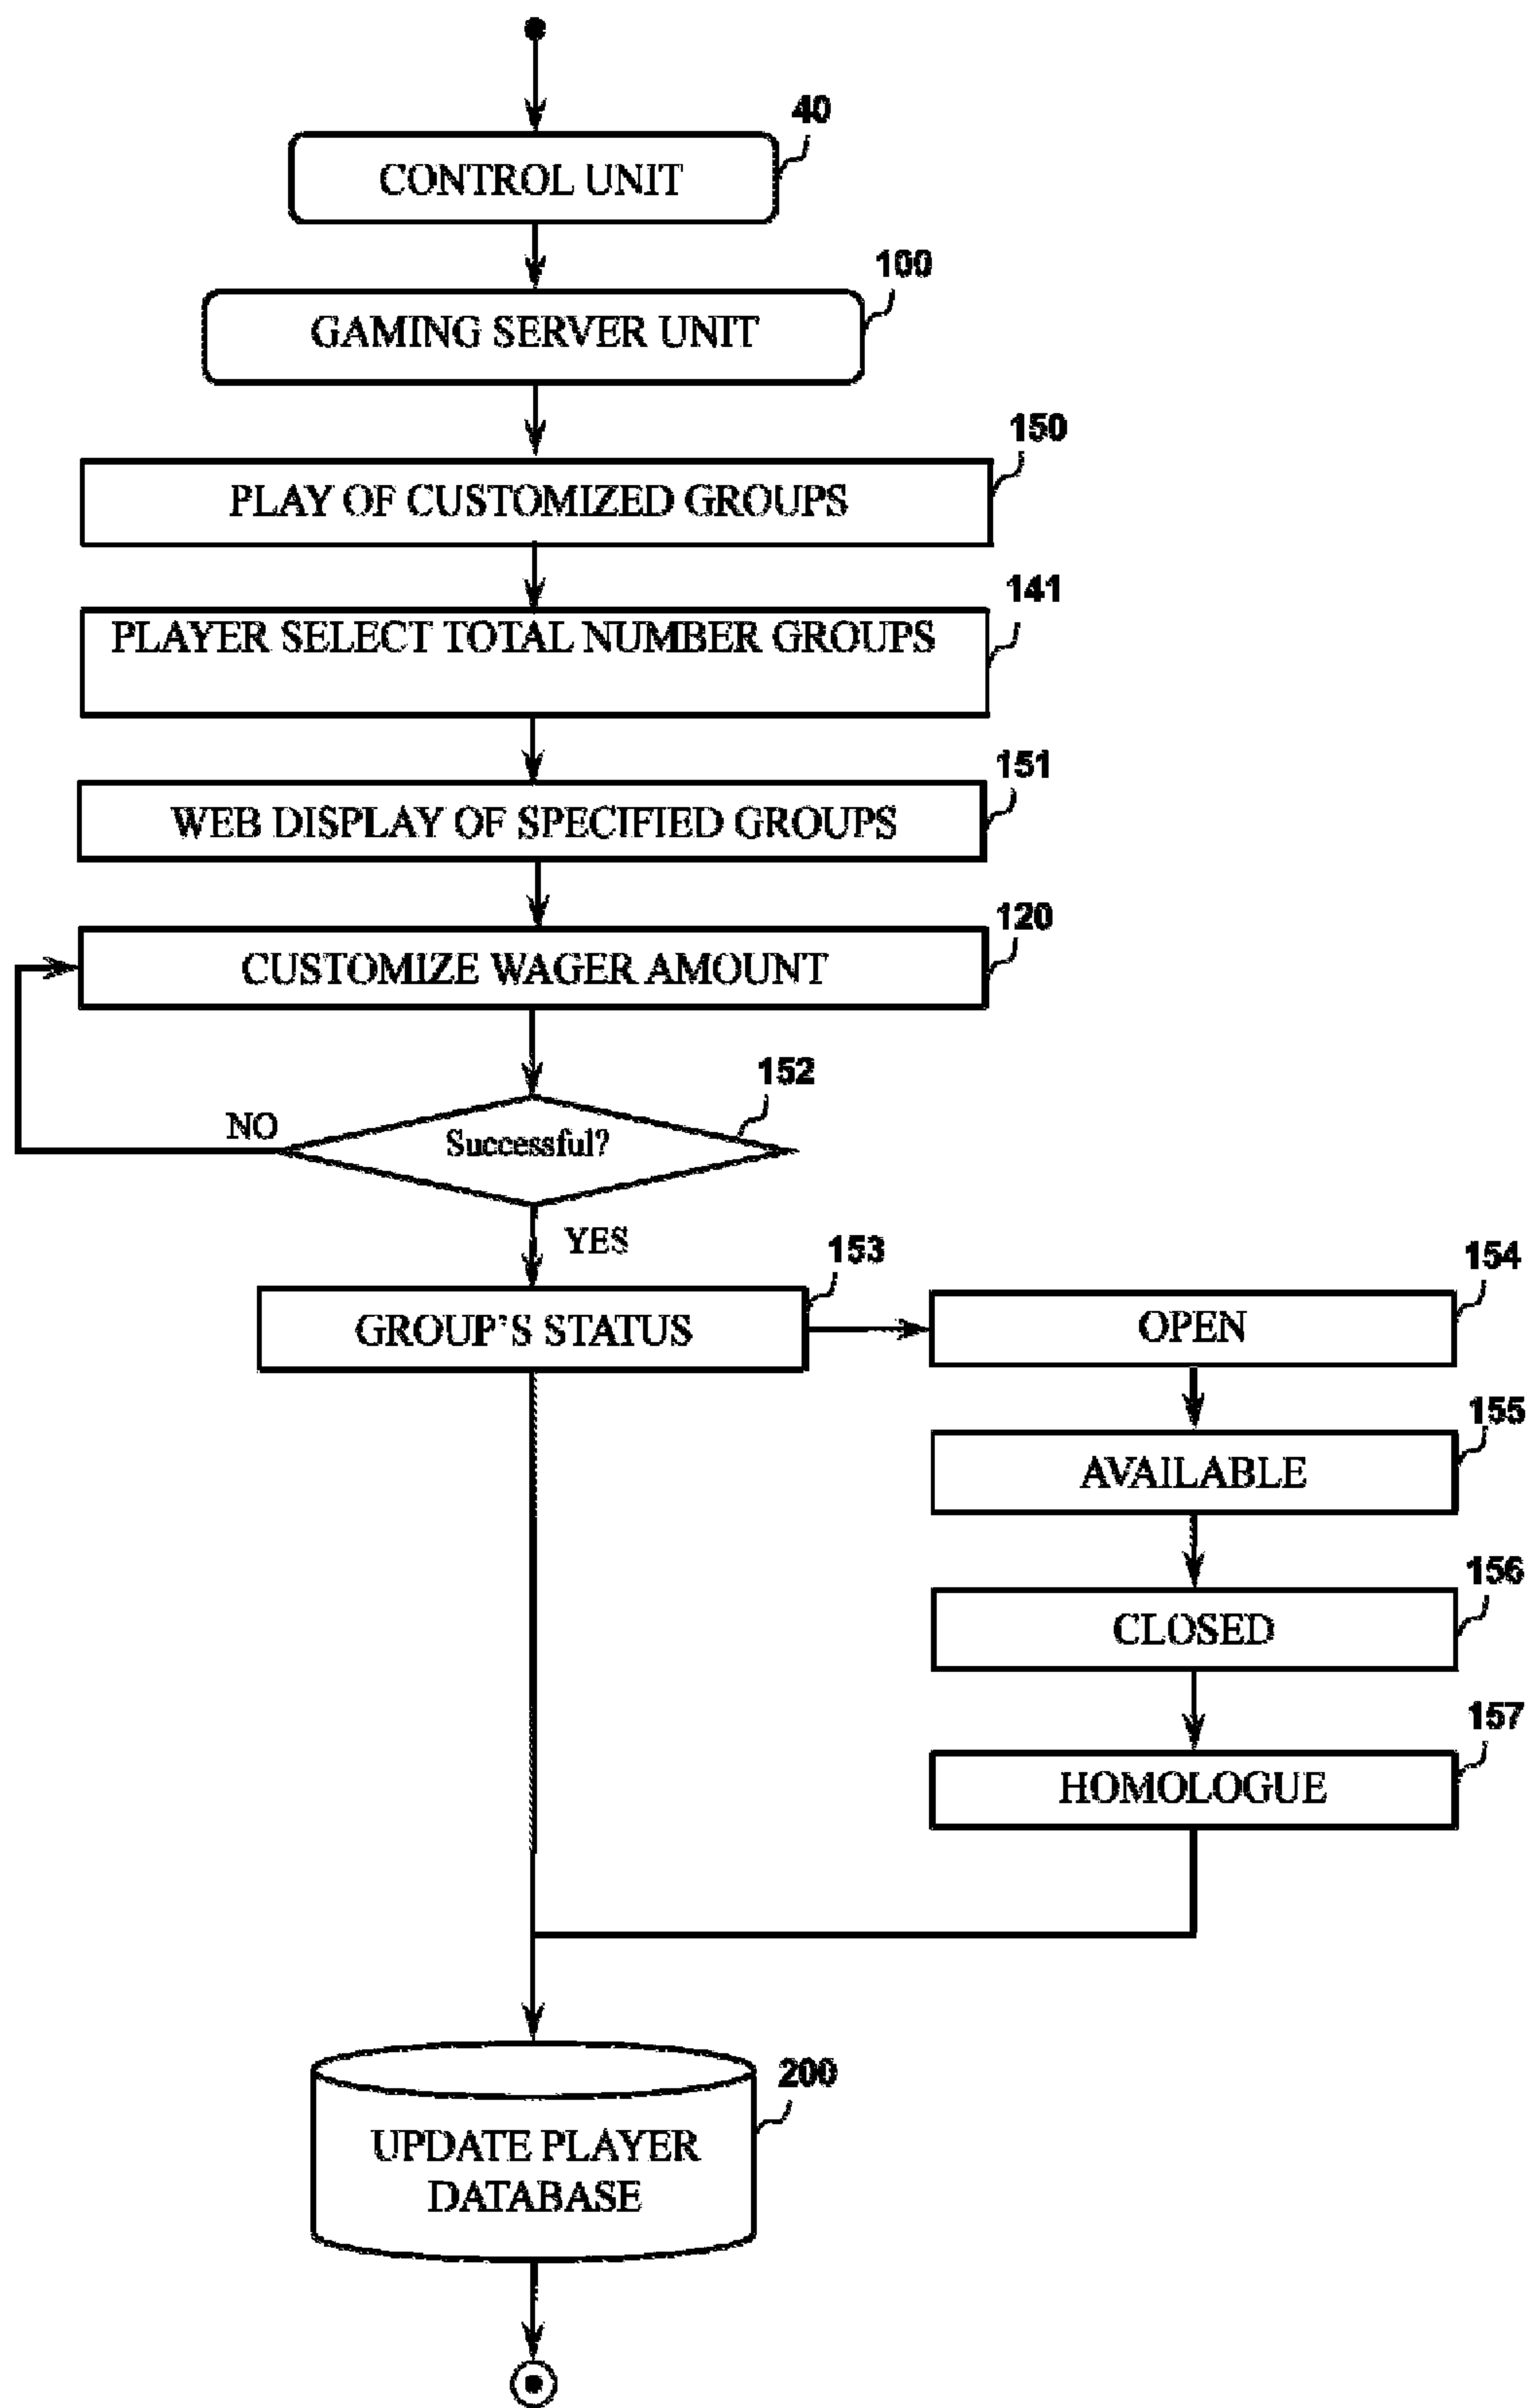 40
CONTROL UNIT
100
GAMING SERVER UNIT
150
PLAY OF CUSTOMIZED GROUPS
141
PLAYER SELECT TOTAL NUMBER GROUPS
151
WEB DISPLAY OF SPECIFIED GROUPS
120
CUSTOMIZE WAGER AMOUNT
152
NO
Successful?
YES
153
GROUP'S STATUS
154
OPEN
155
AVAILABLE
156
CLOSED
157
HOMOLOGUE
200
UPDATE PLAYER
DATABASE